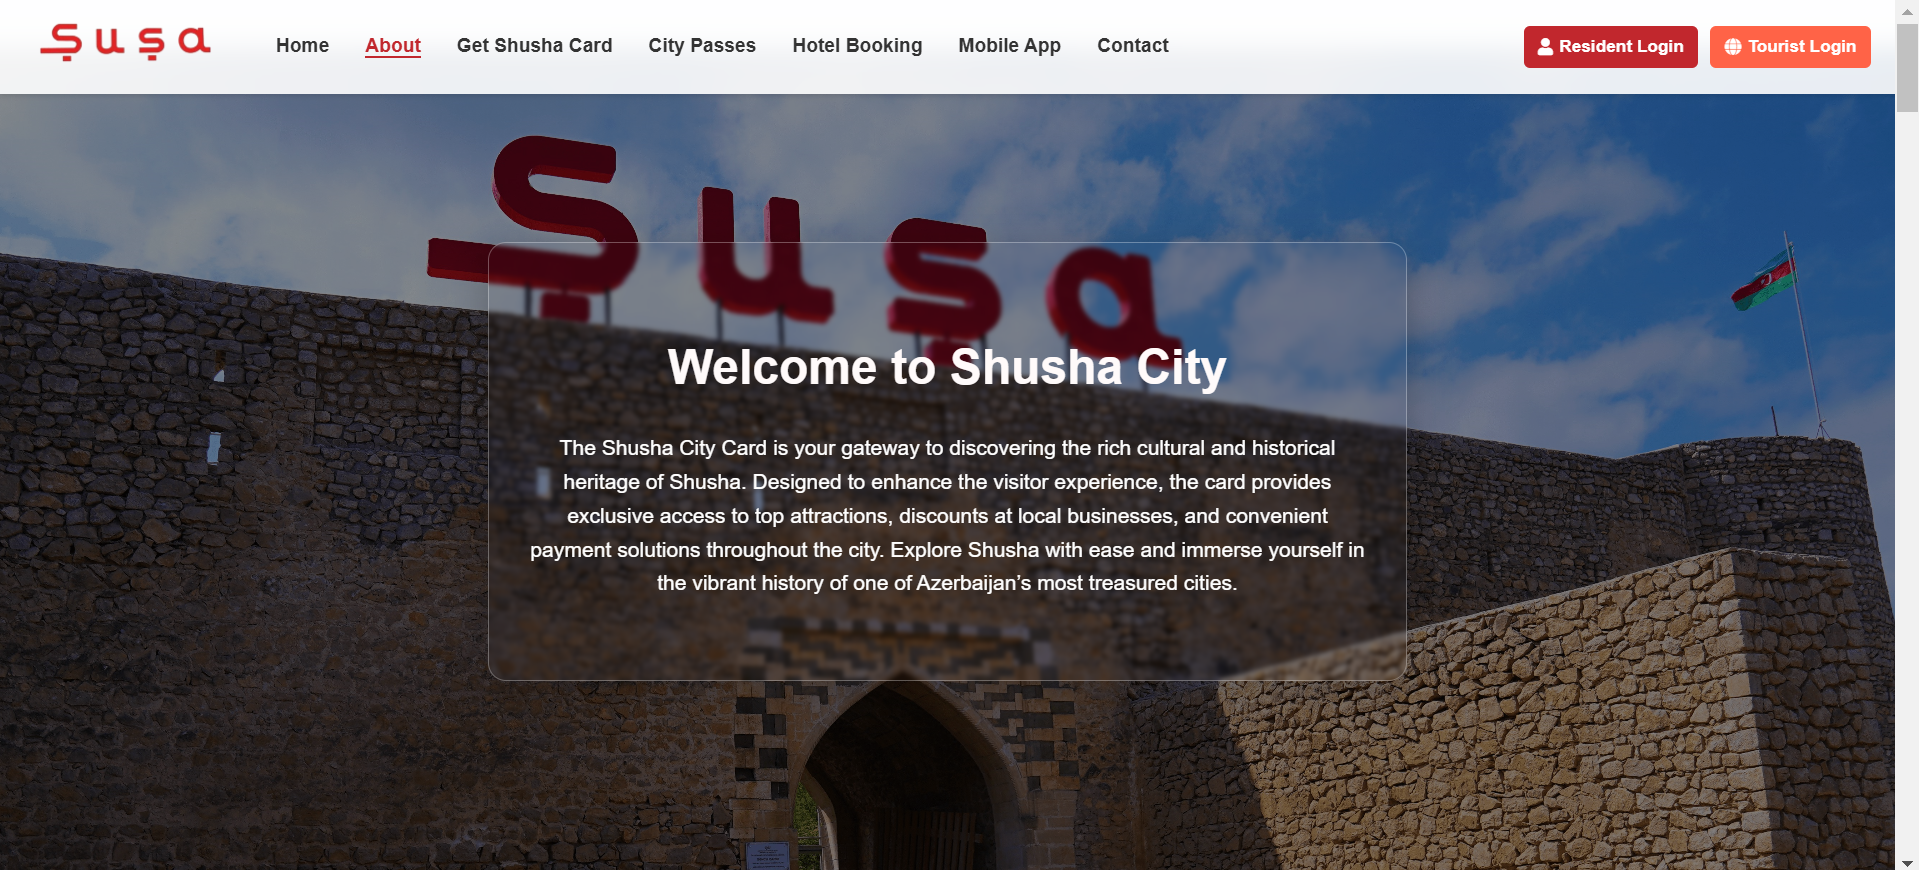 Şuşa
Home
About
Get Shusha Card
City Passes
Hotel Booking
Mobile App
Contact
Resident Login
Tourist Login
Şuşa
Welcome to Shusha City
The Shusha City Card is your gateway to discovering the rich cultural and historical
heritage of Shusha. Designed to enhance the visitor experience, the card provides
exclusive access to top attractions, discounts at local businesses, and convenient
payment solutions throughout the city. Explore Shusha with ease and immerse yourself in
the vibrant history of one of Azerbaijan’s most treasured cities.